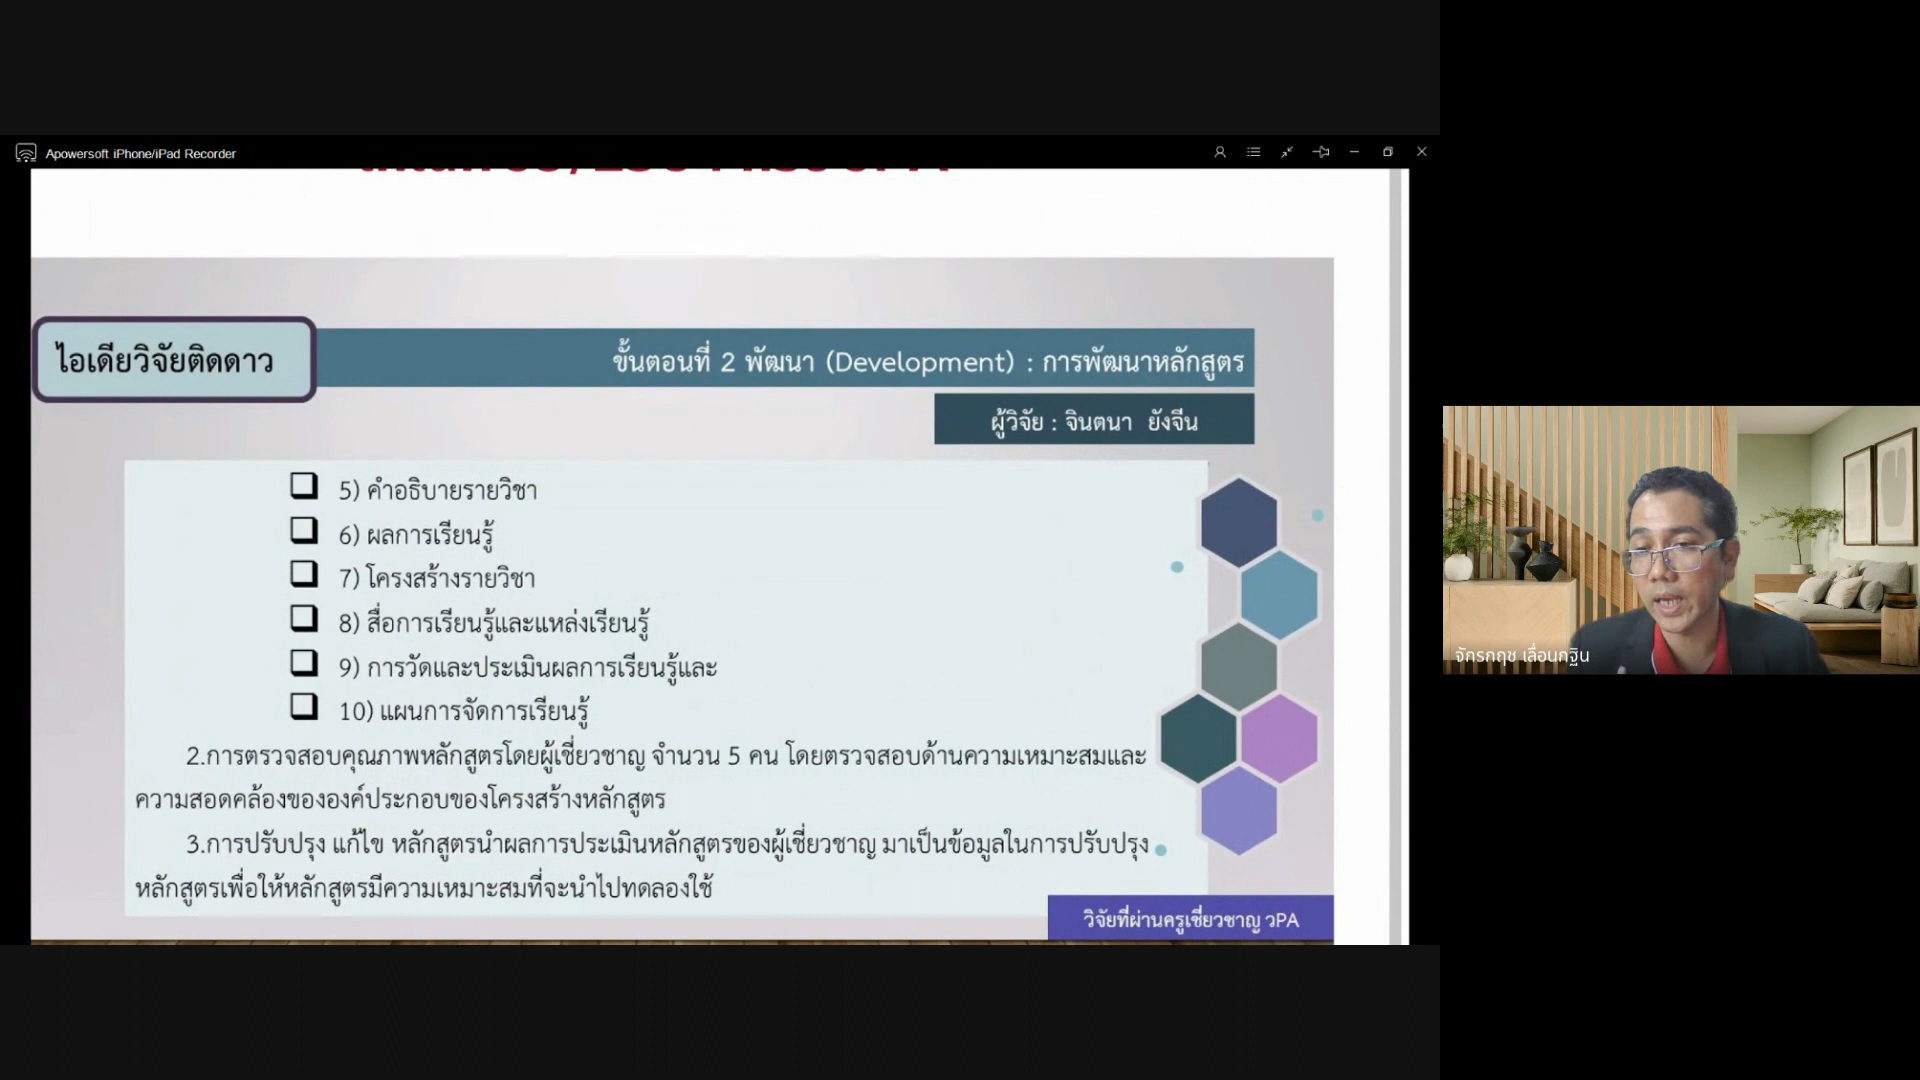 Apowersoft iPhone/iPad Recorder
ไอเดียวิจัยติดดาว
ขั้นตอนที่ 2 พัฒนา (Development) : การพัฒนาหลักสูตร
ผู้วิจัย : จินตนา ยังจีน
5) คำอธิบายรายวิชา
6) ผลการเรียนรู้
7) โครงสร้างรายวิชา
8) สื่อการเรียนรู้และแหล่งเรียนรู้
9) การวัดและประเมินผลการเรียนรู้และ
10) แผนการจัดการเรียนรู้
2.การตรวจสอบคุณภาพหลักสูตรโดยผู้เชี่ยวชาญ จำนวน 5 คน โดยตรวจสอบด้านความเหมาะสมและ
ความสอดคล้องขององค์ประกอบของโครงสร้างหลักสูตร
3.การปรับปรุง แก้ไข หลักสูตรนำผลการประเมินหลักสูตรของผู้เชี่ยวชาญ มาเป็นข้อมูลในการปรับปรุง
หลักสูตรเพื่อให้หลักสูตรมีความเหมาะสมที่จะนำไปทดลองใช้
วิจัยที่ผ่านครูเชี่ยวชาญ วPA
จักรกฤช เลื่อนกฐิน